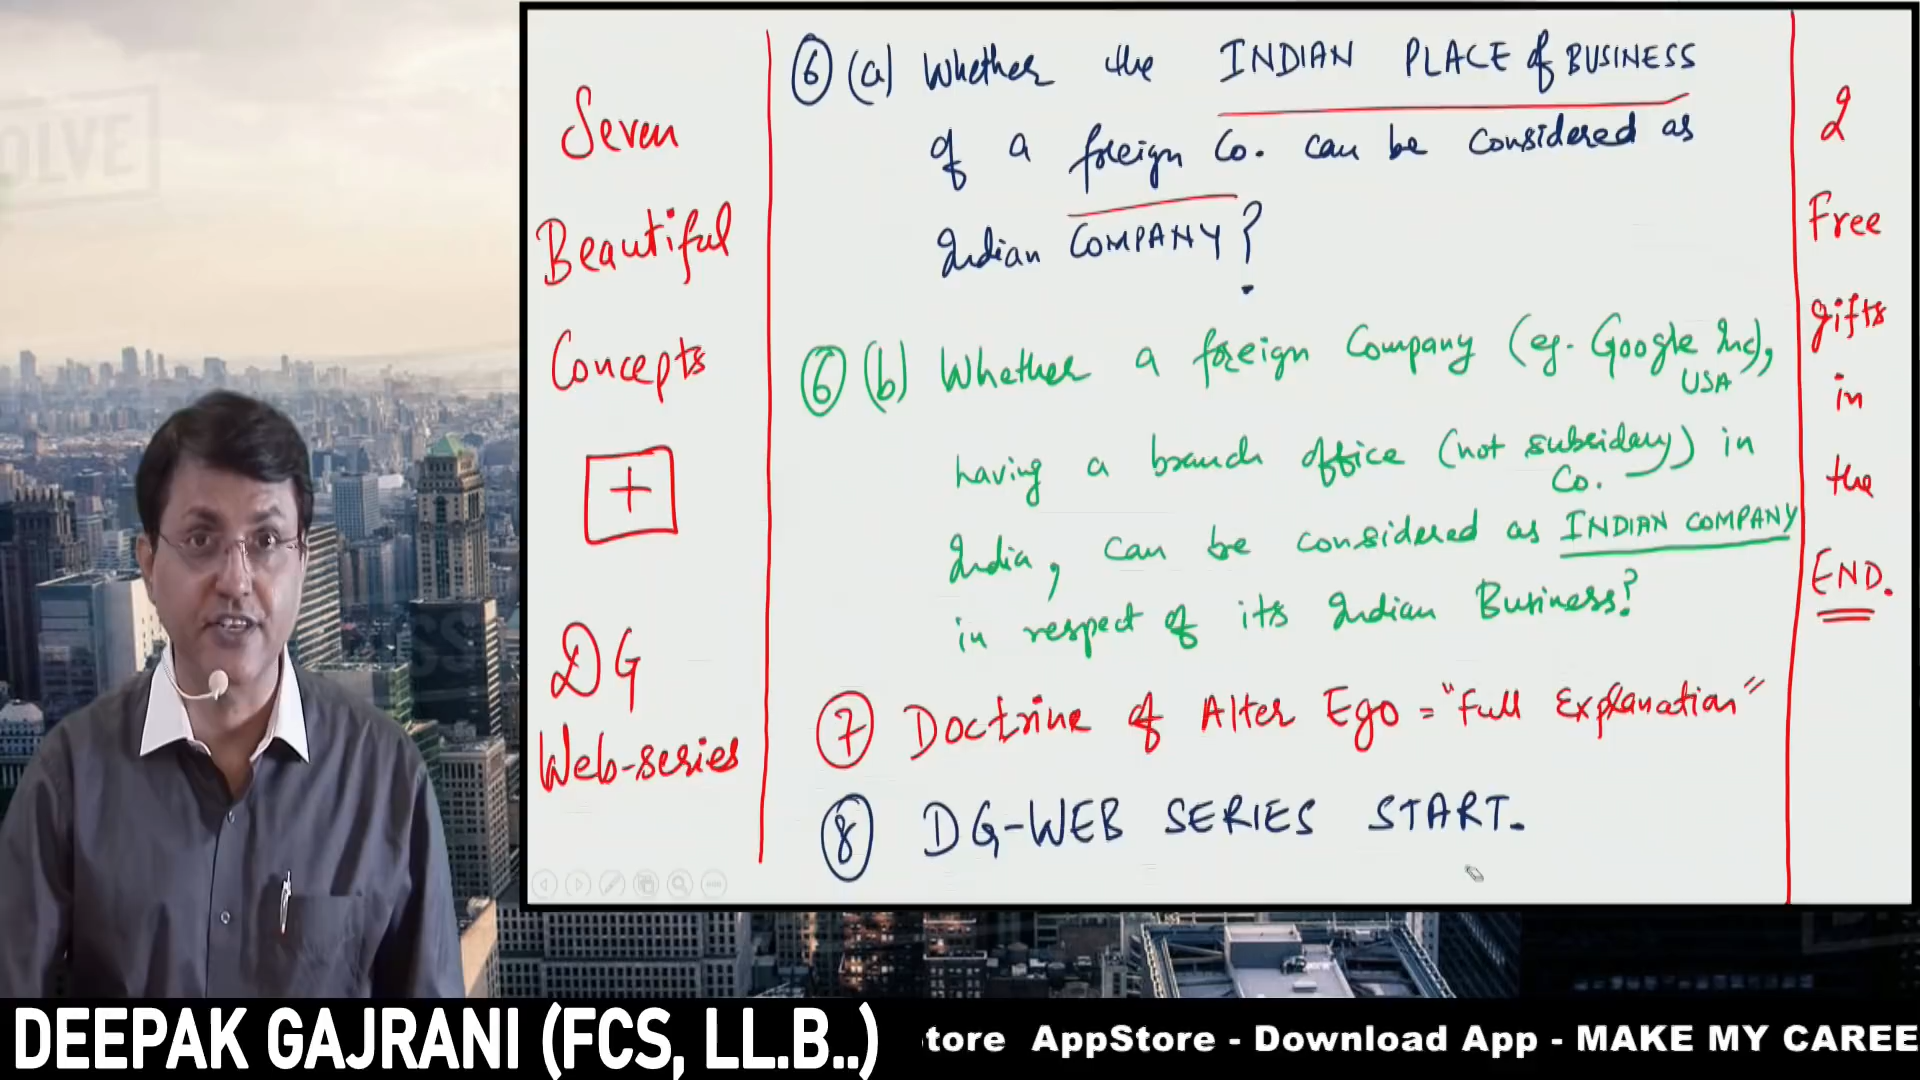 OLVE
Seven
Beautiful
Concepts
+
DG
Web-series
⑥ (a) Whether the INDIAN PLACE of BUSINESS
of a foreign Co. can be considered as
Indian COMPANY?
⑥ (b) Whether a foreign Company (eg. Google Inc),
USA
having a branch office (not subsidary) in
Co.
India, can be considered as INDIAN COMPANY
in respect of its Indian Business?
⑦ Doctrine of Alter Ego = "Full Explanation"
⑧ DG-WEB SERIES START.
2
Free
gifts
in
the
END.
DEEPAK GAJRANI (FCS, LL.B..)
tore AppStore - Download App - MAKE MY CAREE